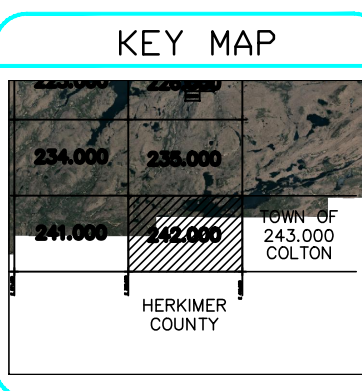 KEY MAP
234.000 235.000
241.000 242.000
TOWN OF
243.000
COLTON
HERKIMER
COUNTY